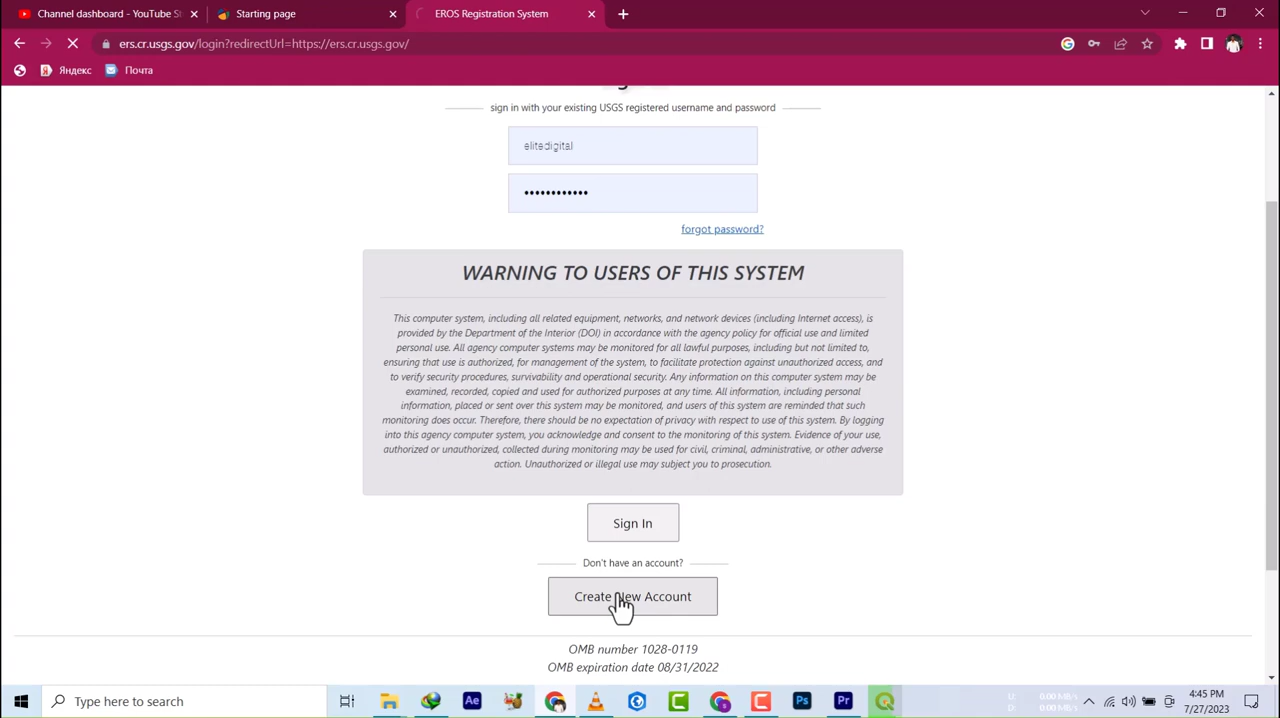 Channel dashboard - YouTube St
Starting page
EROS Registration System
ers.cr.usgs.gov/login?redirectUrl=https://ers.cr.usgs.gov/
Яндекс
Почта
sign in with your existing USGS registered username and password
elitedigital
••••••••••••
forgot password?
WARNING TO USERS OF THIS SYSTEM
This computer system, including all related equipment, networks, and network devices (including Internet access), is
provided by the Department of the Interior (DOI) in accordance with the agency policy for official use and limited
personal use. All agency computer systems may be monitored for all lawful purposes, including but not limited to,
ensuring that use is authorized, for management of the system, to facilitate protection against unauthorized access, and
to verify security procedures, survivability and operational security. Any information on this computer system may be
examined, recorded, copied and used for authorized purposes at any time. All information, including personal
information, placed or sent over this system may be monitored, and users of this system are reminded that such
monitoring does occur. Therefore, there should be no expectation of privacy with respect to use of this system. By logging
into this agency computer system, you acknowledge and consent to the monitoring of this system. Evidence of your use,
authorized or unauthorized, collected during monitoring may be used for civil, criminal, administrative, or other adverse
action. Unauthorized or illegal use may subject you to prosecution.
Sign In
Don't have an account?
Create New Account
OMB number 1028-0119
OMB expiration date 08/31/2022
Type here to search
Ae
Ps
Pr
U: 0.00 MB/s
D: 0.00 MB/s
4:45 PM
7/27/2023